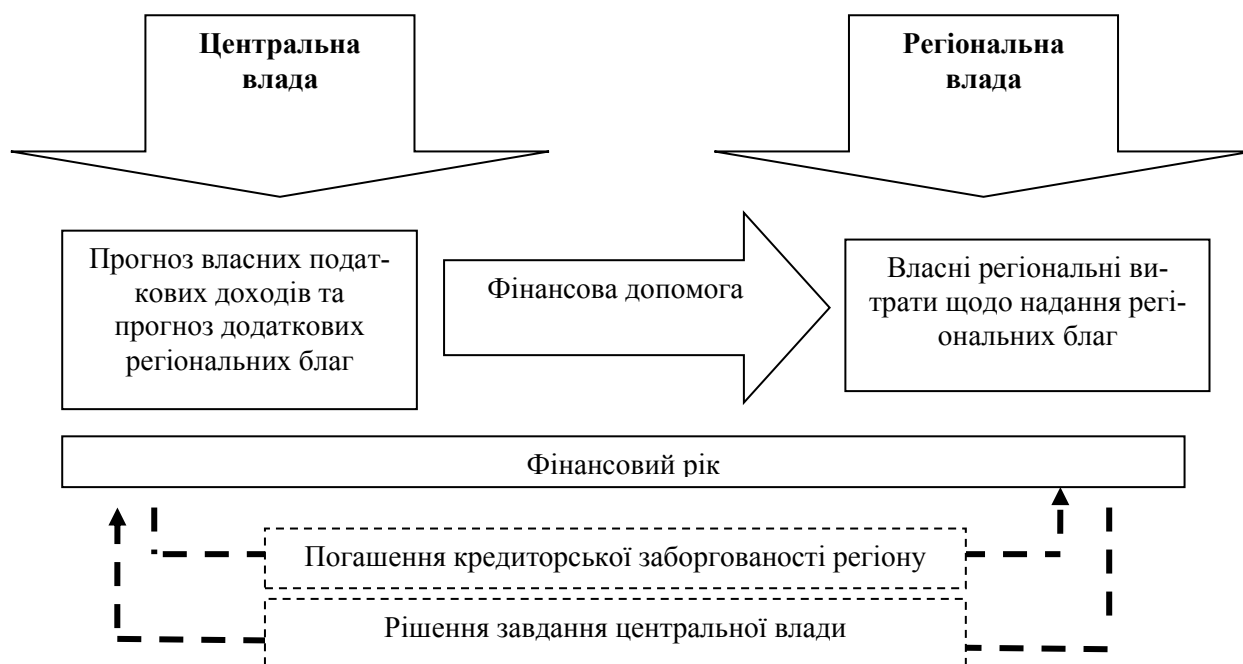 Центральна
влада
Регіональна
влада
Прогноз власних подат-
кових доходів та
прогноз додаткових
регіональних благ
Фінансова допомога
Власні регіональні ви-
трати щодо надання регі-
ональних благ
Фінансовий рік
Погашення кредиторської заборгованості регіону
Рішення завдання центральної влади